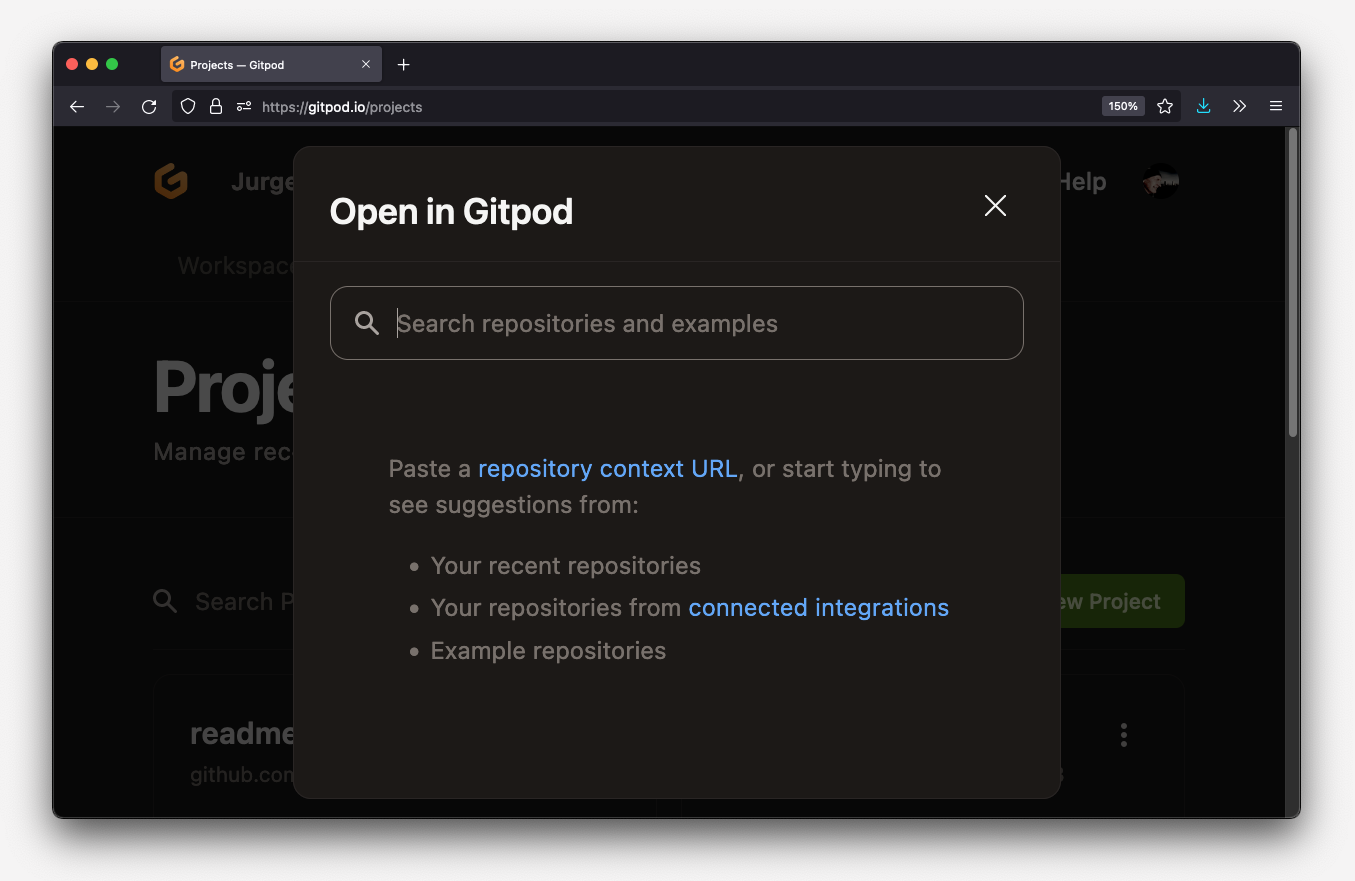 Projects — Gitpod
https://gitpod.io/projects
150%
Jurge
Help
Workspac
Open in Gitpod
Search repositories and examples
Proje
Manage rec
Paste a repository context URL, or start typing to
see suggestions from:
Your recent repositories
Your repositories from connected integrations
Example repositories
Search P
ew Project
readme
github.com